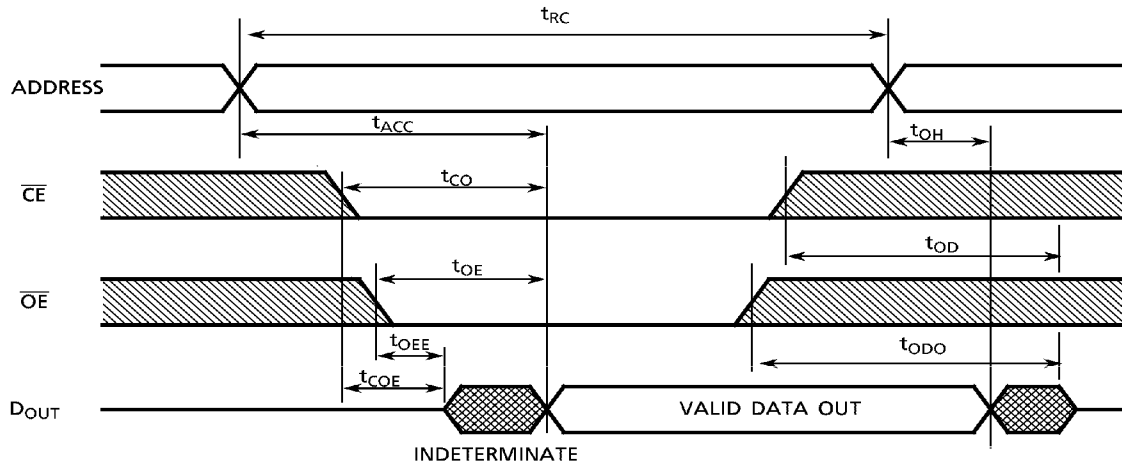 tRC
ADDRESS
tACC
tOH
CE
tCO
tOD
OE
tOE
tOEE
tODO
tCOE
DOUT
VALID DATA OUT
INDETERMINATE